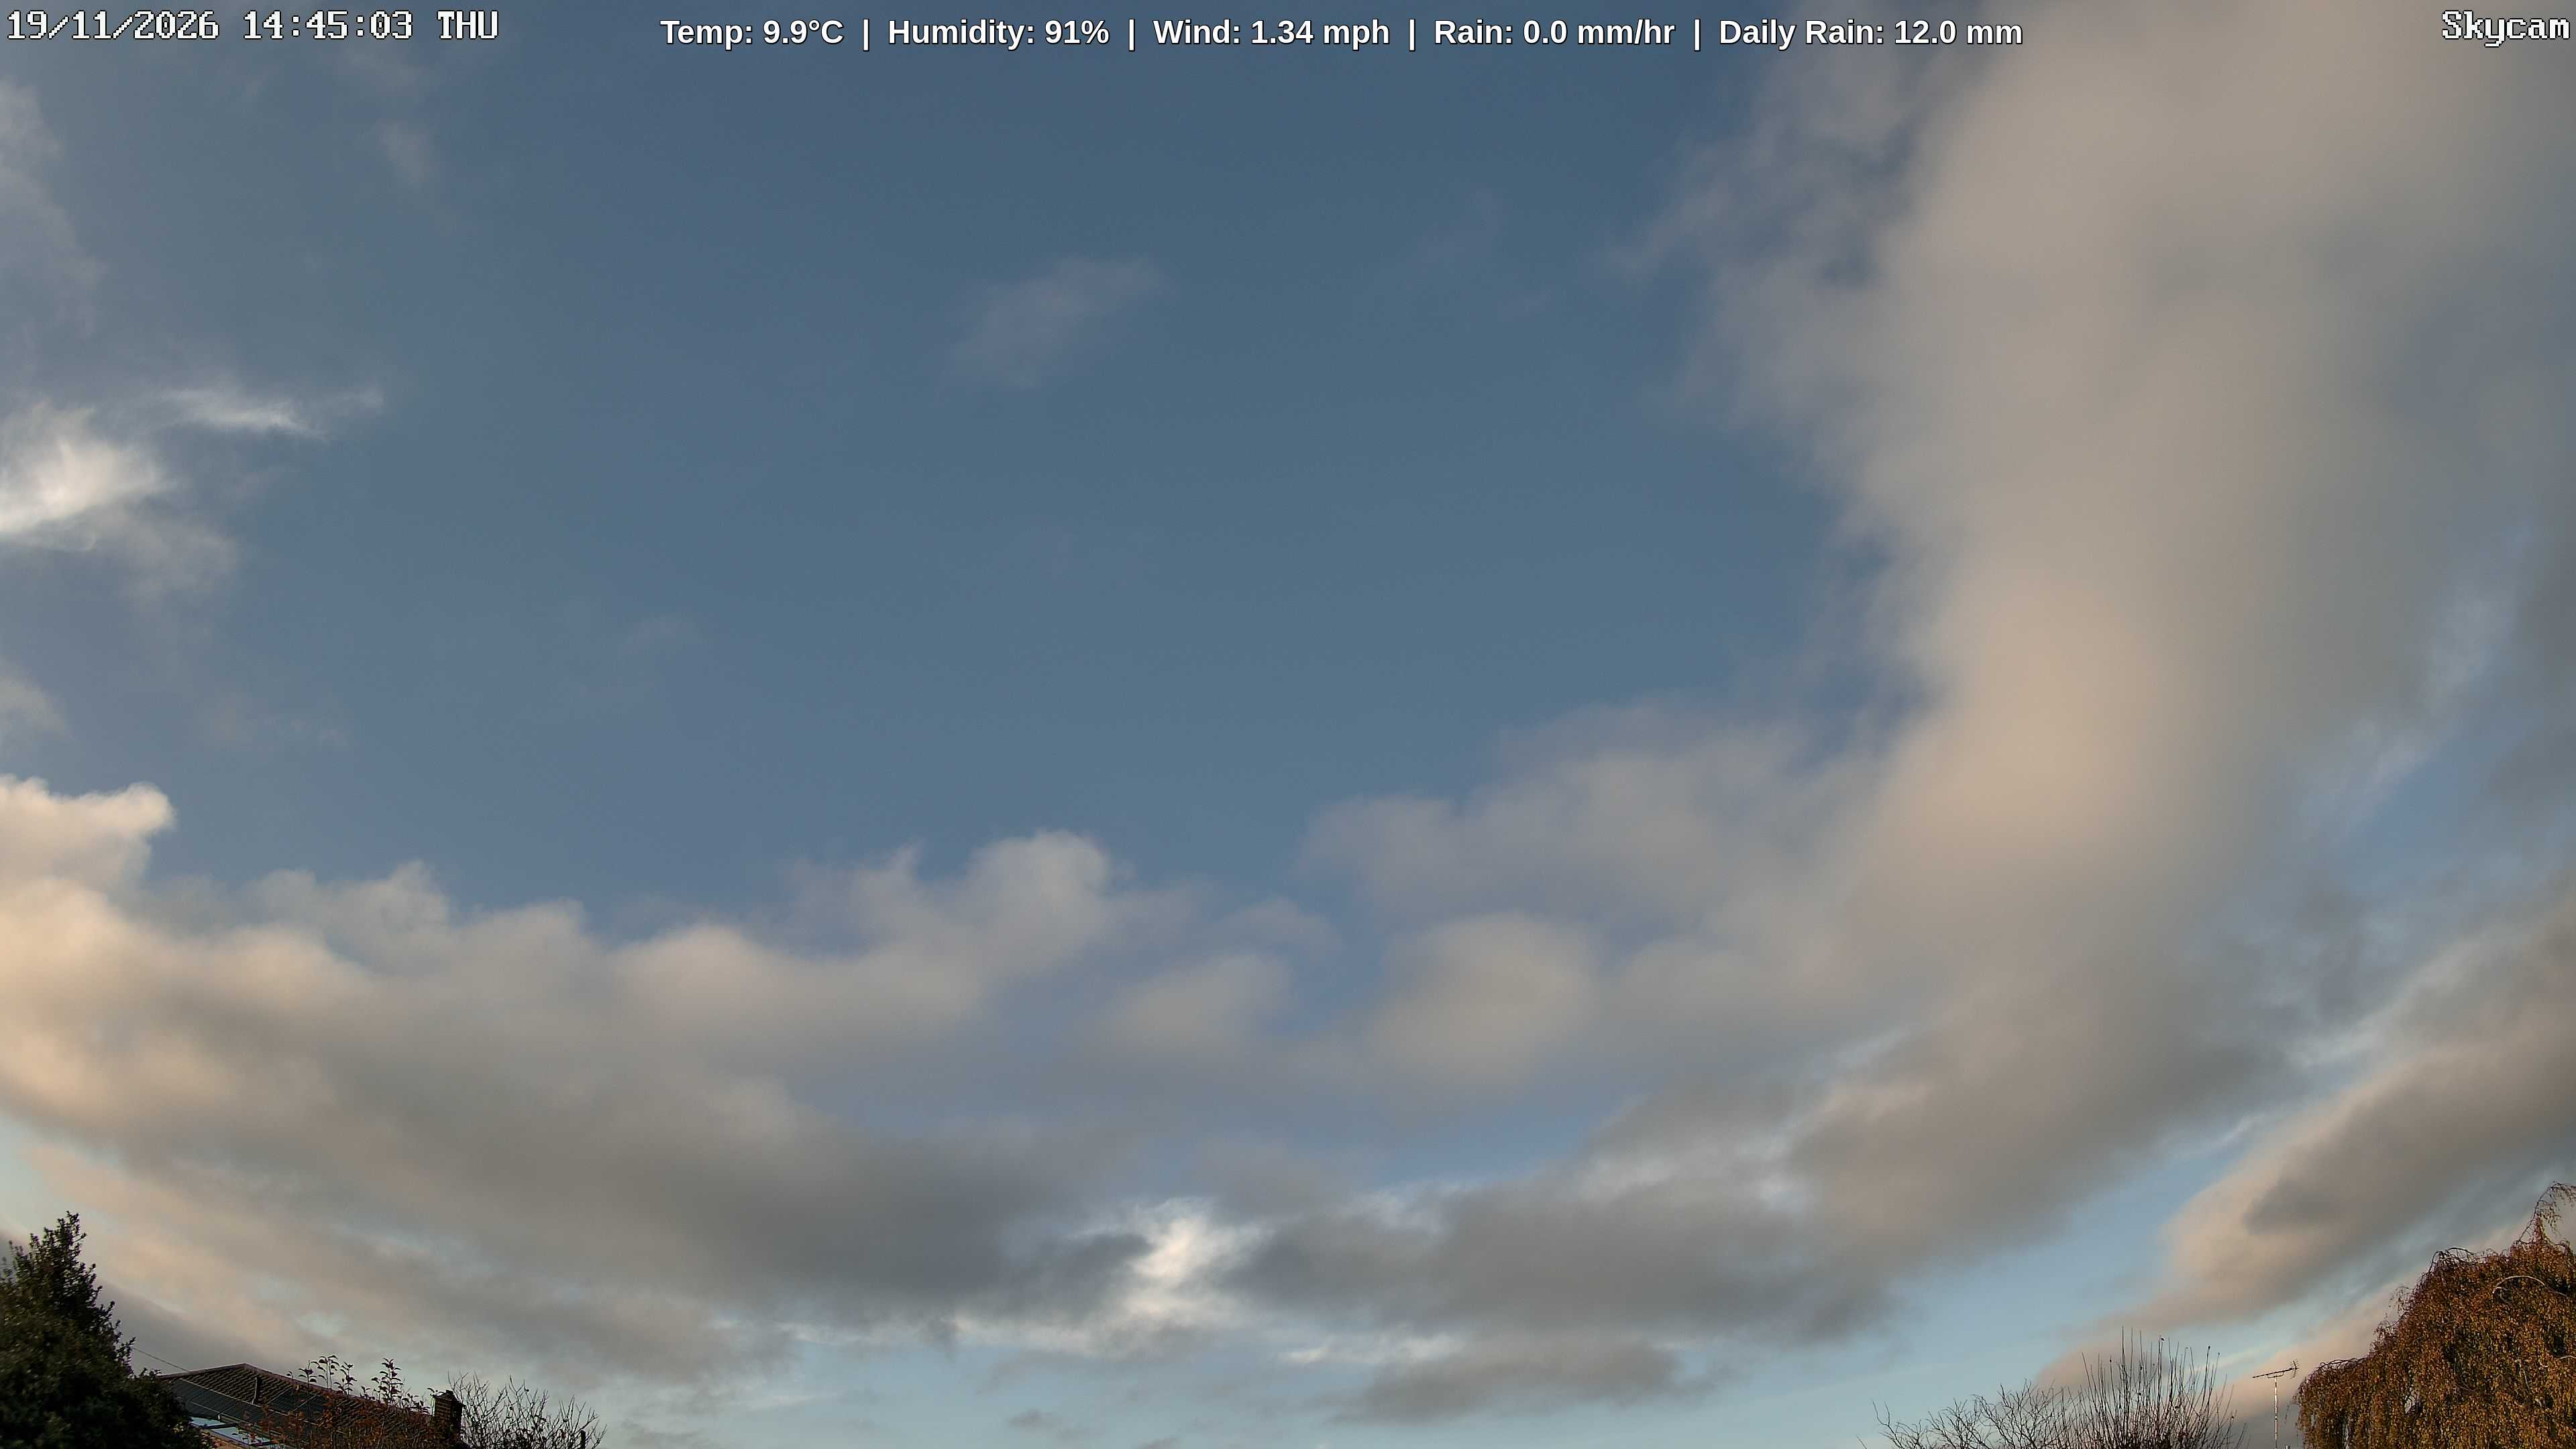 19/11/2026 14:45:03 THU
Temp: 9.9°C | Humidity: 91% | Wind: 1.34 mph | Rain: 0.0 mm/hr | Daily Rain: 12.0 mm
Skycam